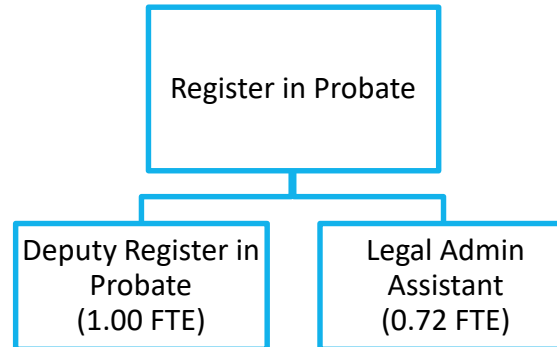 Register in Probate
Deputy Register in
Probate
(1.00 FTE)
Legal Admin
Assistant
(0.72 FTE)